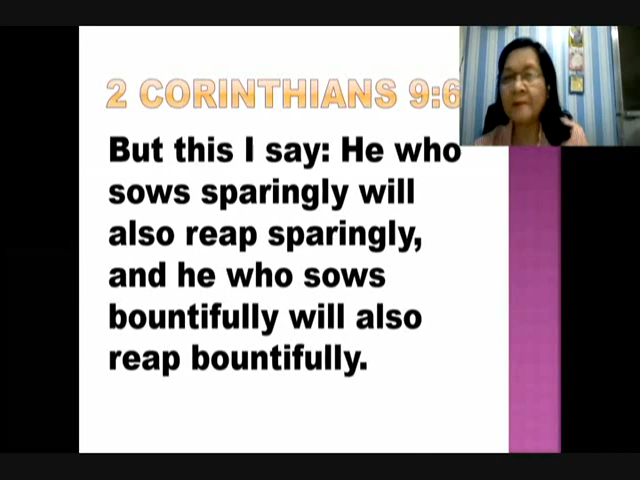 2 CORINTHIANS 9:6
But this I say: He who
sows sparingly will
also reap sparingly,
and he who sows
bountifully will also
reap bountifully.